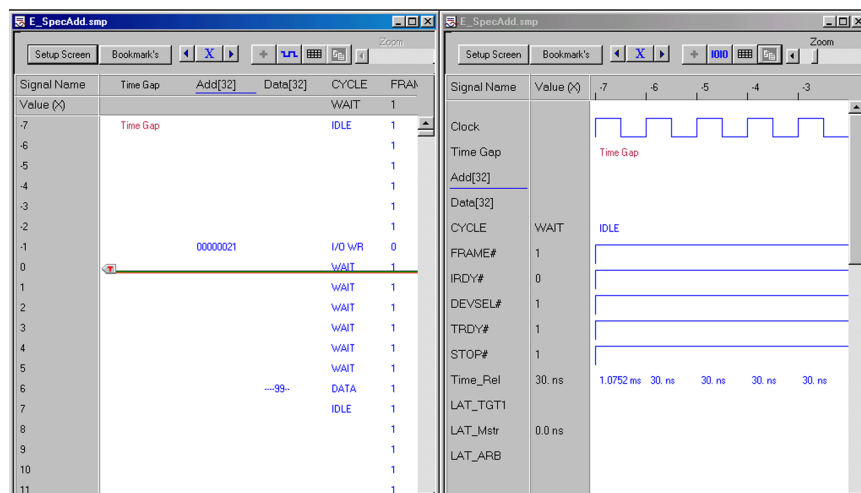 E_SpecAdd.smp
Setup Screen Bookmark's X Zoom
Signal Name Time Gap Add[32] Data[32] CYCLE FRAM
Value (X) WAIT 1
-7 Time Gap IDLE 1
-6 1
-5 1
-4 1
-3 1
-2 1
-1 00000021 I/O WR 0
0 T WAIT 1
1 WAIT 1
2 WAIT 1
3 WAIT 1
4 WAIT 1
5 WAIT 1
6 ----99-- DATA 1
7 IDLE 1
8 1
9 1
10 1
11 1
E_SpecAdd.smp
Setup Screen Bookmark's X 1010 Zoom
Signal Name Value (X) -7 -6 -5 -4 -3
Clock
Time Gap Time Gap
Add[32]
Data[32]
CYCLE WAIT IDLE
FRAME# 1
IRDY# 0
DEVSEL# 1
TRDY# 1
STOP# 1
Time_Rel 30. ns 1.0752 ms 30. ns 30. ns 30. ns 30. ns
LAT_TGT1
LAT_Mstr 0.0 ns
LAT_ARB